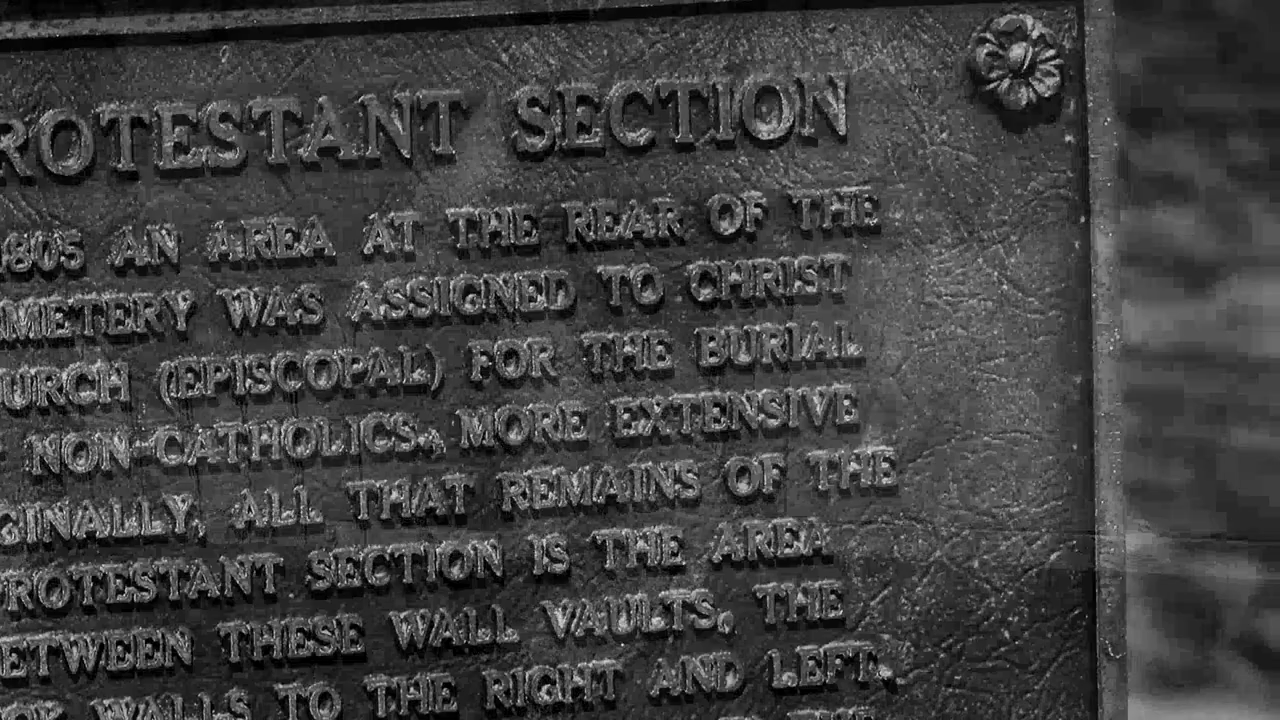 ROTESTANT SECTION
1805 AN AREA AT THE REAR OF THE
METERY WAS ASSIGNED TO CHRIST
URCH (EPISCOPAL) FOR THE BURIAL
NON-CATHOLICS. MORE EXTENSIVE
GINALLY, ALL THAT REMAINS OF THE
PROTESTANT SECTION IS THE AREA
ETWEEN THESE WALL VAULTS, THE
WALLS TO THE RIGHT AND LEFT.
THE